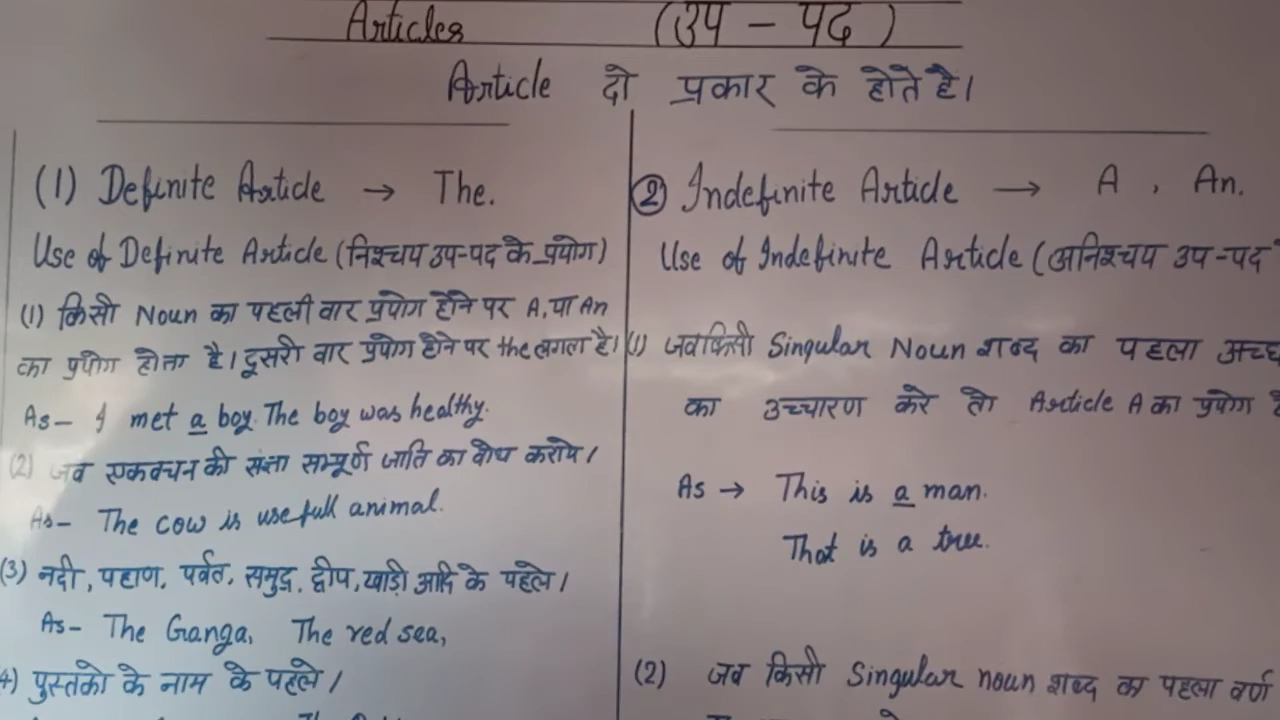 Articles (उप - पद)
Article दो प्रकार के होते है।
(1) Definite Article → The.
Use of Definite Article (निश्चय उप-पद के प्रयोग)
(1) किसी Noun का पहली वार प्रयोग होने पर A, या An
का प्रयोग होता है। दूसरी वार प्रयोग होने पर the लगता है।
As - I met a boy. The boy was healthy.
(2) जव एकवचन की संज्ञा सम्पूर्ण जाति का वोध कराये।
As - The cow is usefull animal.
(3) नदी, पहाण, पर्वत, समुद्र, द्वीप, खाड़ी आदि के पहले।
As - The Ganga, The red sea,
4) पुस्तको के नाम के पहले।
② Indefinite Article → A, An.
Use of Indefinite Article (अनिश्चय उप-पद
(1) जव किसी Singular Noun शब्द का पहला
का उच्चारण करे तो Article A का प्रयोग
As → This is a man.
That is a tree.
(2) जव किसी Singular noun शब्द का पहला वर्ण